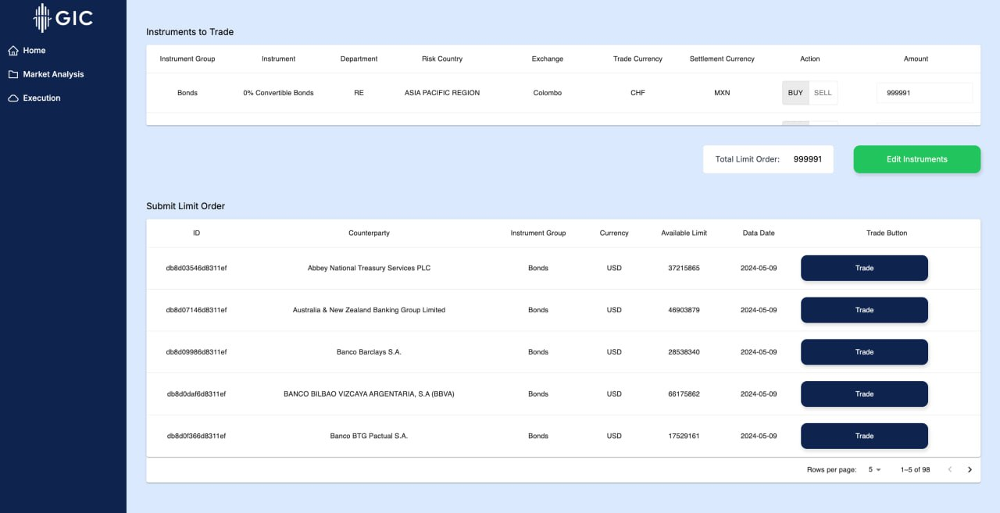 GIC
Home
Market Analysis
Execution
Instruments to Trade
Instrument Group Instrument Department Risk Country Exchange Trade Currency Settlement Currency Action Amount
Bonds 0% Convertible Bonds RE ASIA PACIFIC REGION Colombo CHF MXN BUY SELL 999991
Total Limit Order: 999991 Edit Instruments
Submit Limit Order
ID Counterparty Instrument Group Currency Available Limit Data Date Trade Button
db8d03546d8311ef Abbey National Treasury Services PLC Bonds USD 37215865 2024-05-09 Trade
db8d07146d8311ef Australia & New Zealand Banking Group Limited Bonds USD 46903879 2024-05-09 Trade
db8d09986d8311ef Banco Barclays S.A. Bonds USD 28538340 2024-05-09 Trade
db8d0daf6d8311ef BANCO BILBAO VIZCAYA ARGENTARIA, S.A (BBVA) Bonds USD 66175862 2024-05-09 Trade
db8d0f366d8311ef Banco BTG Pactual S.A. Bonds USD 17529161 2024-05-09 Trade
Rows per page: 5 1–5 of 98